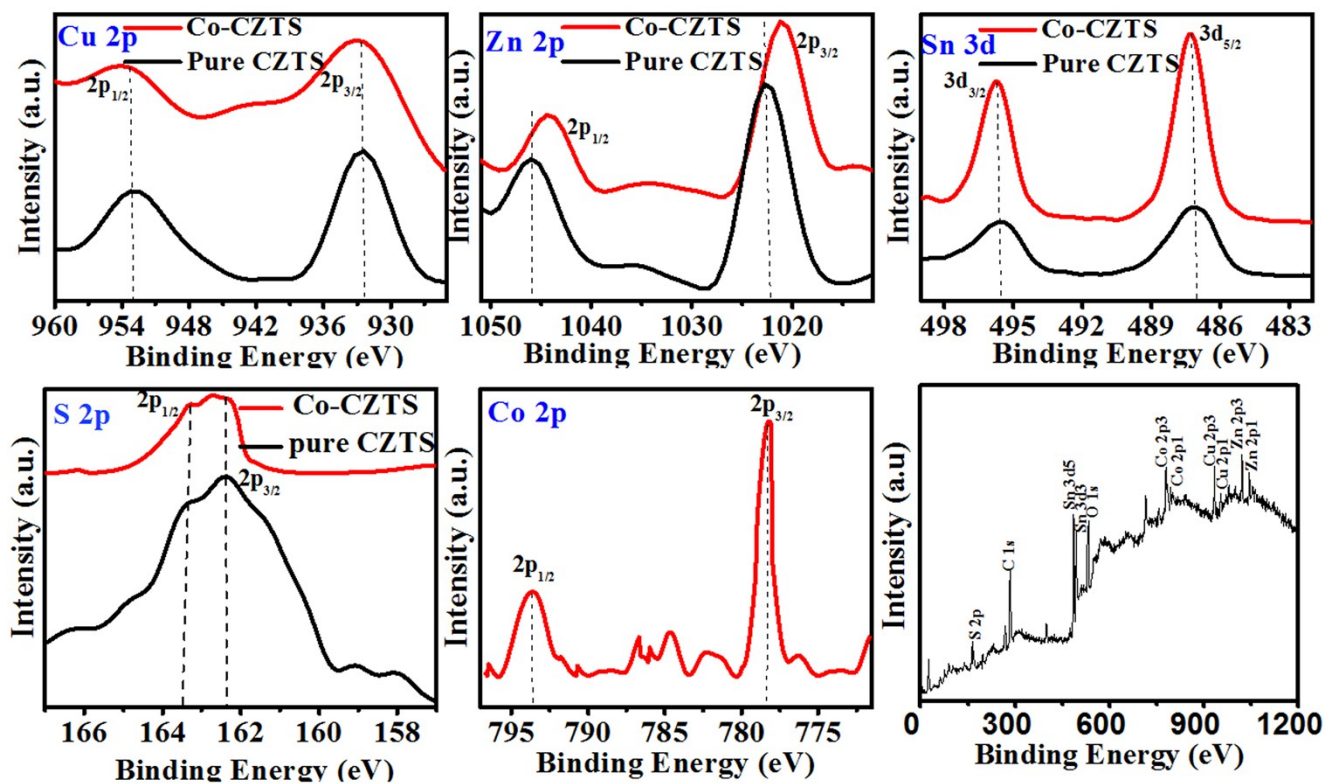 Cu 2p
Co-CZTS
Pure CZTS
2p1/2
2p3/2
Intensity (a.u.)
960 954 948 942 936 930
Binding Energy (eV)
Zn 2p
Co-CZTS
Pure CZTS
2p3/2
2p1/2
Intensity (a.u.)
1050 1040 1030 1020
Binding Energy (eV)
Sn 3d
Co-CZTS
Pure CZTS
3d5/2
3d3/2
Intensity (a.u.)
498 495 492 489 486 483
Binding Energy (eV)
S 2p
Co-CZTS
pure CZTS
2p1/2
2p3/2
Intensity (a.u.)
166 164 162 160 158
Binding Energy (eV)
Co 2p
2p3/2
2p1/2
Intensity (a.u.)
795 790 785 780 775
Binding Energy (eV)
S 2p
C 1s
Sn 3d5
Sn 3d3
O 1s
Co 2p3
Co 2p1
Cu 2p3
Cu 2p1
Zn 2p3
Zn 2p1
Intensity (a.u.)
0 300 600 900 1200
Binding Energy (eV)